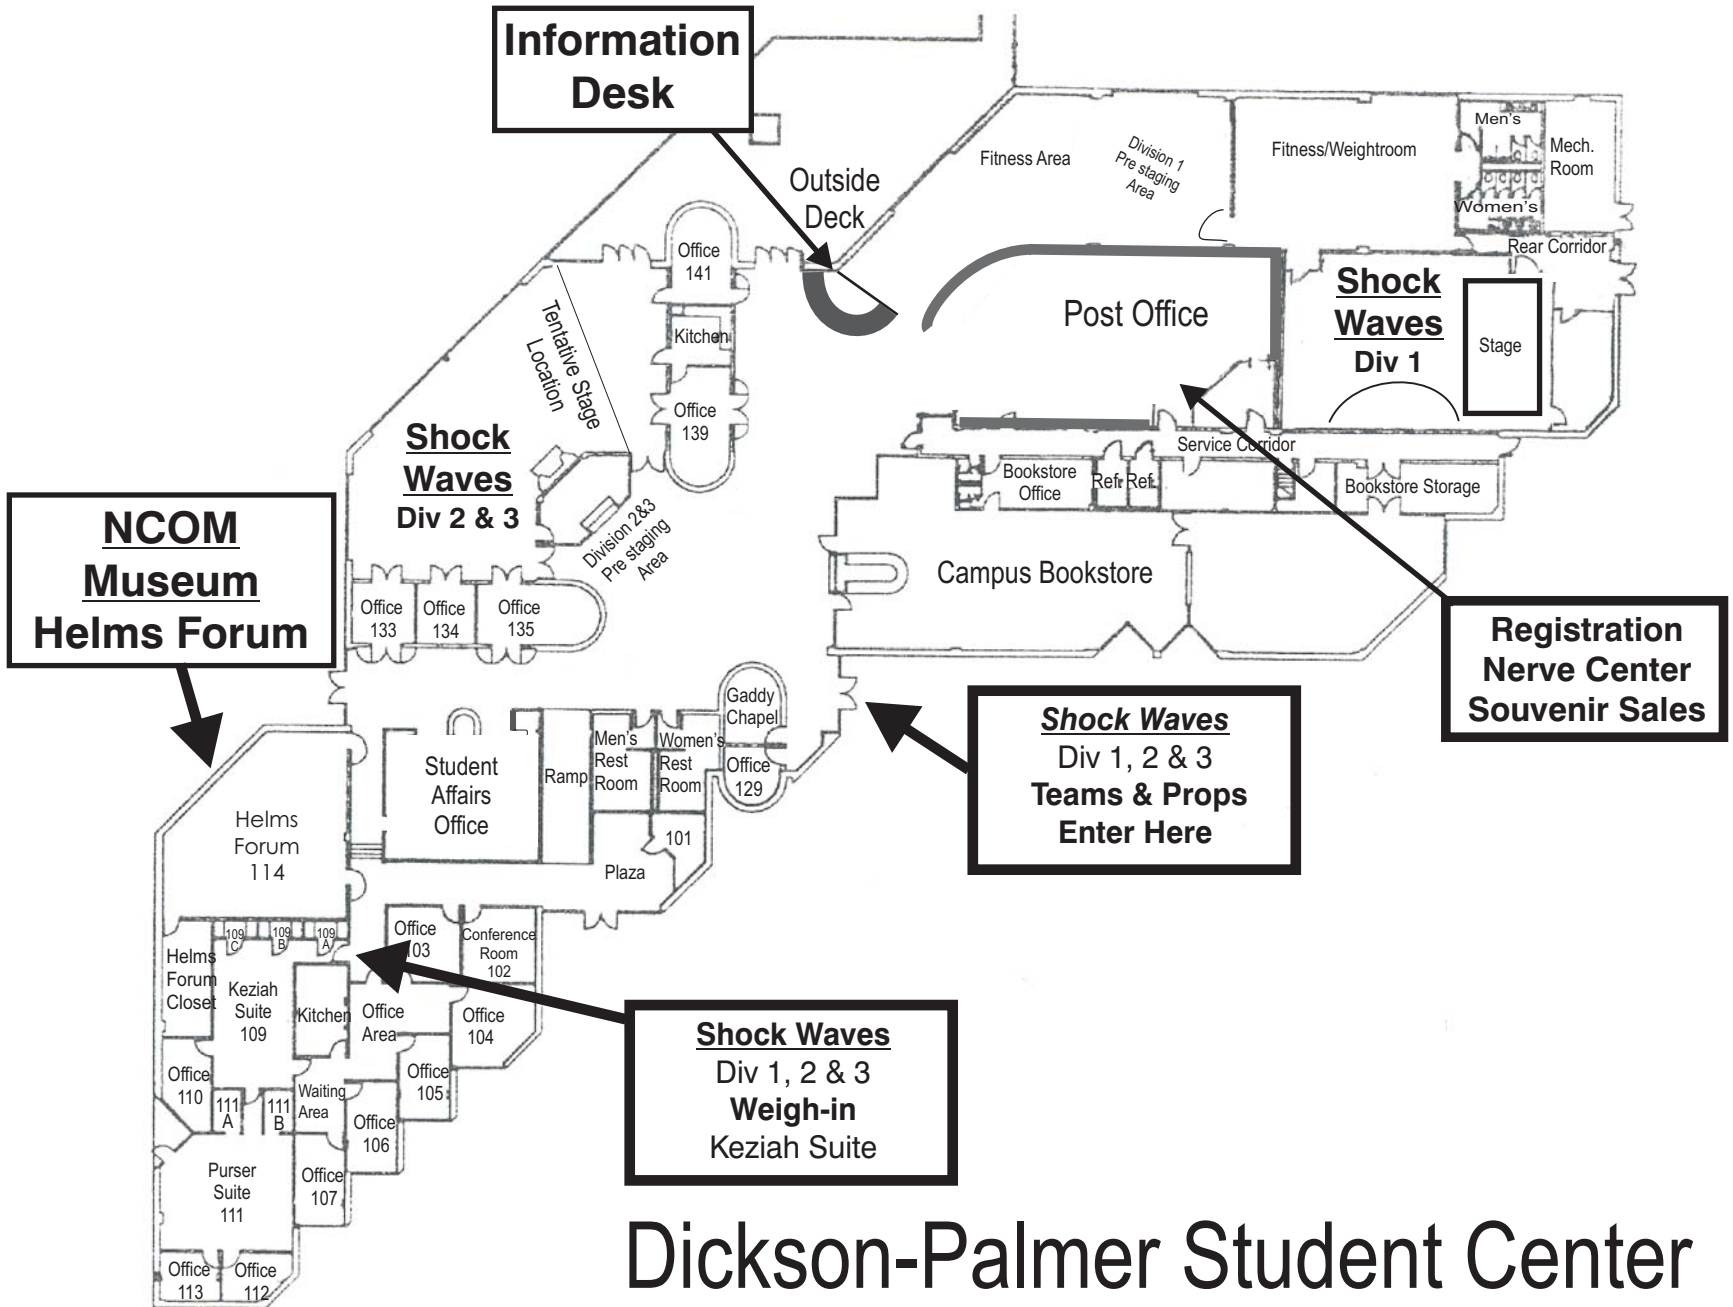 Information
Desk
Outside
Deck
Fitness Area
Division 1
Pre staging
Area
Fitness/Weightroom
Men's
Mech.
Room
Women's
Rear Corridor
Office
141
Kitchen
Office
139
Tentative Stage
Location
Post Office
Shock
Waves
Div 1
Stage
Shock
Waves
Div 2 & 3
Service Corridor
Bookstore
Office
Ref.
Ref.
Bookstore Storage
Division 2&3
Pre staging
Area
Campus Bookstore
NCOM
Museum
Helms Forum
Office
133
Office
134
Office
135
Registration
Nerve Center
Souvenir Sales
Gaddy
Chapel
Office
129
Shock Waves
Div 1, 2 & 3
Teams & Props
Enter Here
Student
Affairs
Office
Ramp
Men's
Rest
Room
Women's
Rest
Room
Helms
Forum
114
101
Plaza
109
C
109
B
109
A
Office
103
Conference
Room
102
Helms
Forum
Closet
Keziah
Suite
109
Kitchen
Office
Area
Office
104
Shock Waves
Div 1, 2 & 3
Weigh-in
Keziah Suite
Office
110
111
A
111
B
Waiting
Area
Office
105
Office
106
Purser
Suite
111
Office
107
Office
113
Office
112
Dickson-Palmer Student Center